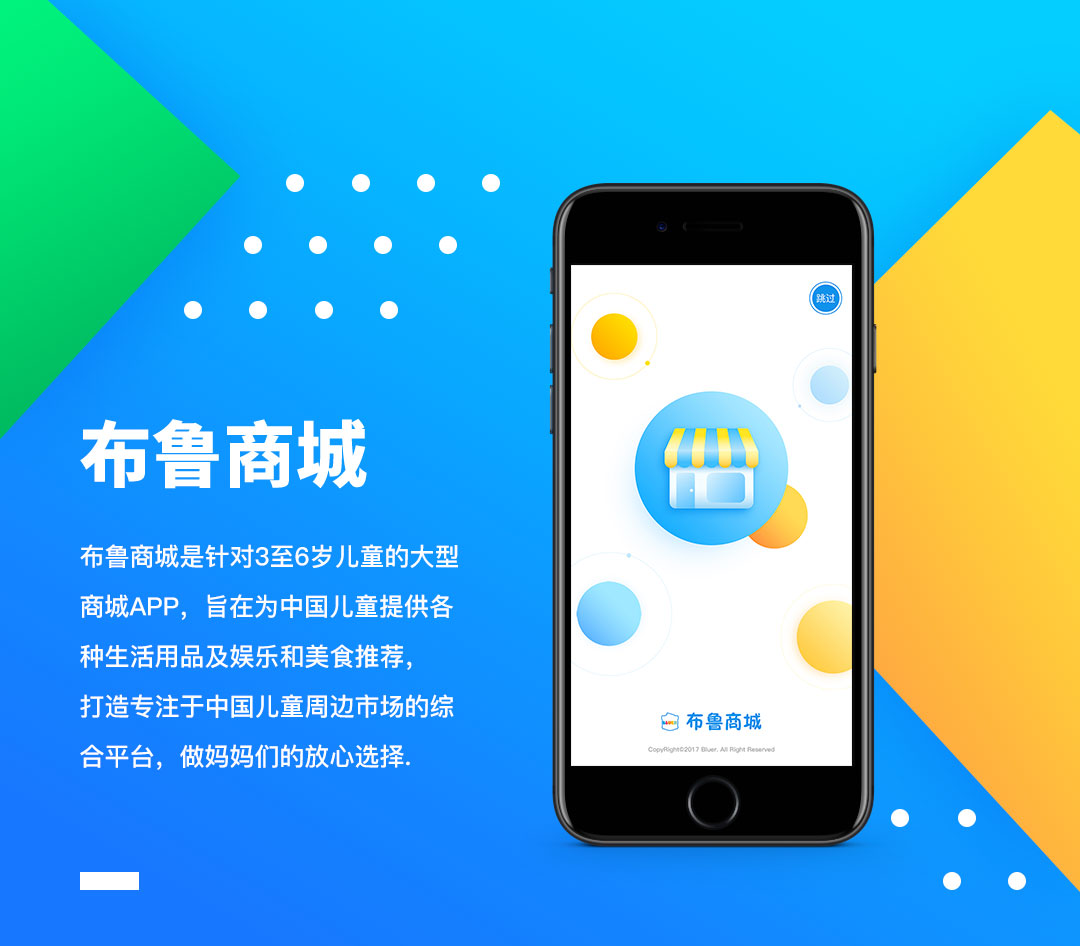 布鲁商城
布鲁商城是针对3至6岁儿童的大型
商城APP，旨在为中国儿童提供各
种生活用品及娱乐和美食推荐，
打造专注于中国儿童周边市场的综
合平台，做妈妈们的放心选择.
跳过
布鲁商城
CopyRight©2017 Bluer. All Right Reserved